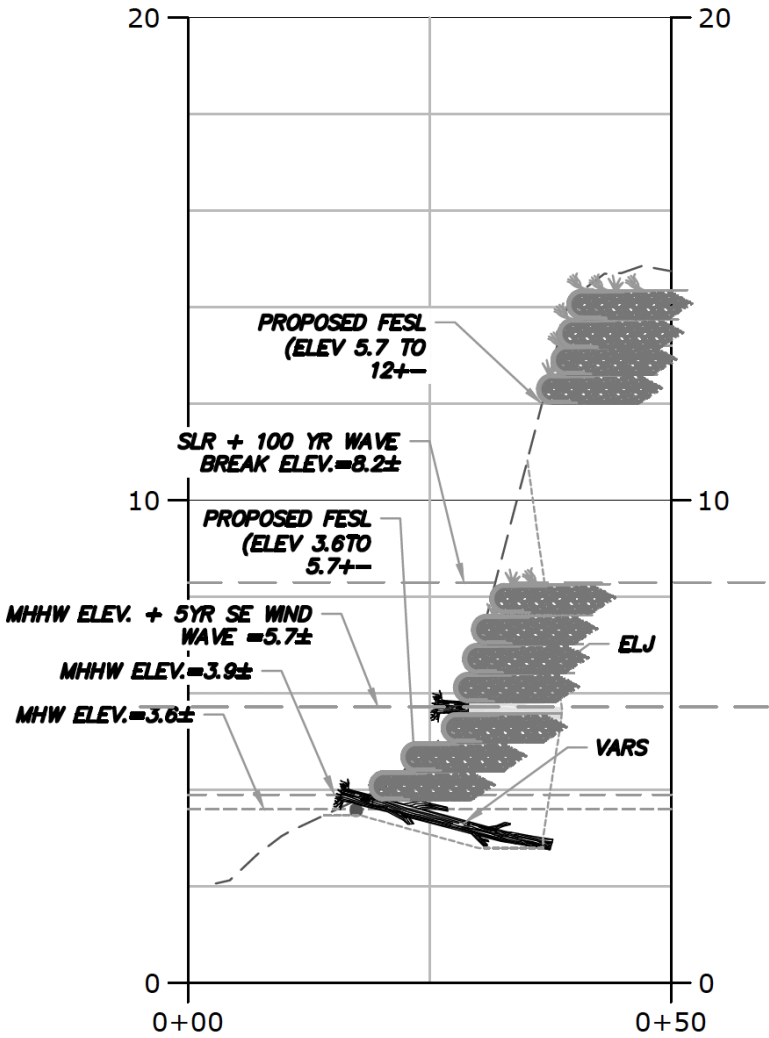 20
20
PROPOSED FESL
(ELEV 5.7 TO
12+-
SLR + 100 YR WAVE
BREAK ELEV.=8.2±
10
10
PROPOSED FESL
(ELEV 3.6TO
5.7+-
MHHW ELEV. + 5YR SE WIND
WAVE =5.7±
ELJ
MHHW ELEV.=3.9±
MHW ELEV.=3.6±
VARS
0
0
0+00
0+50